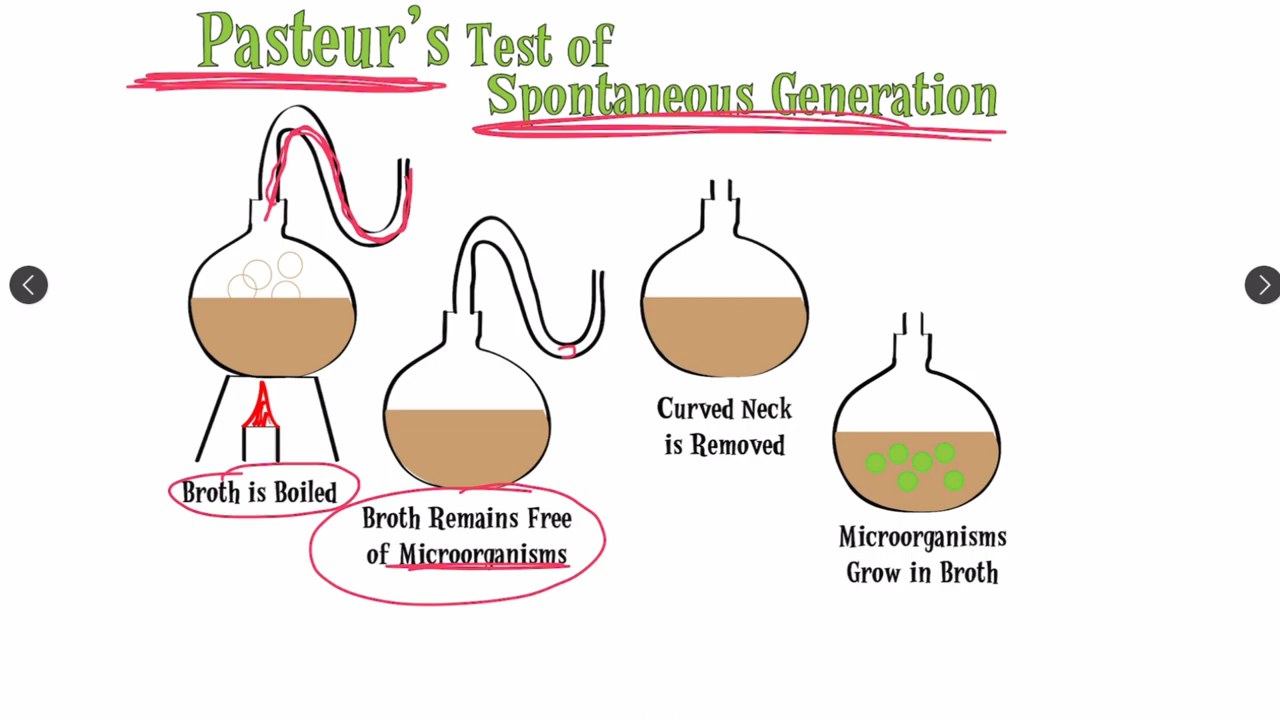 Pasteur's Test of
Spontaneous Generation
Broth is Boiled
Broth Remains Free
of Microorganisms
Curved Neck
is Removed
Microorganisms
Grow in Broth